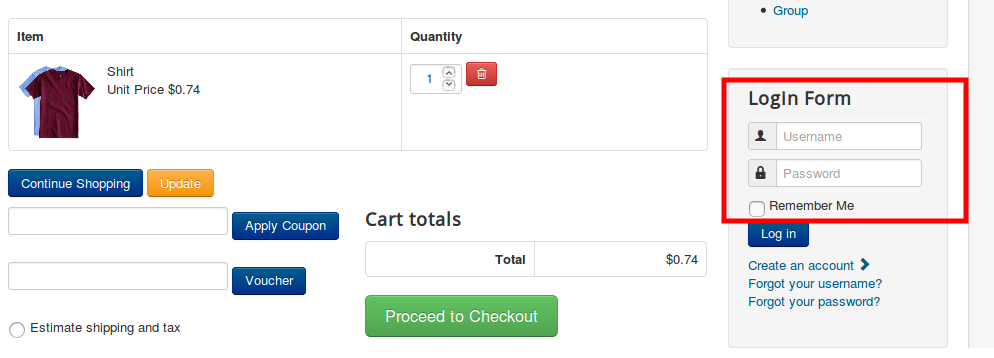 Group
Item
Quantity
Shirt
Unit Price $0.74
1
Continue Shopping
Update
Apply Coupon
Voucher
Estimate shipping and tax
Cart totals
Total
$0.74
Proceed to Checkout
Login Form
Username
Password
Remember Me
Log in
Create an account
Forgot your username?
Forgot your password?